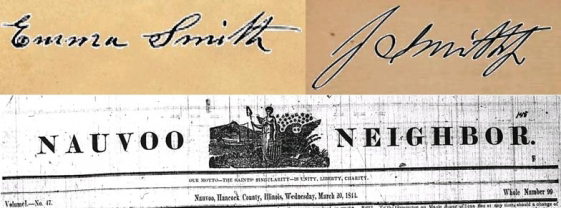 Emma Smith
J Smith
NAUVOO NEIGHBOR.
OUR MOTTO—THE SAINTS' SINGULARITY—IS UNITY, LIBERTY, CHARITY.
Volume I.—No. 47.
Nauvoo, Hancock County, Illinois, Wednesday, March 20, 1844.
Whole Number 99